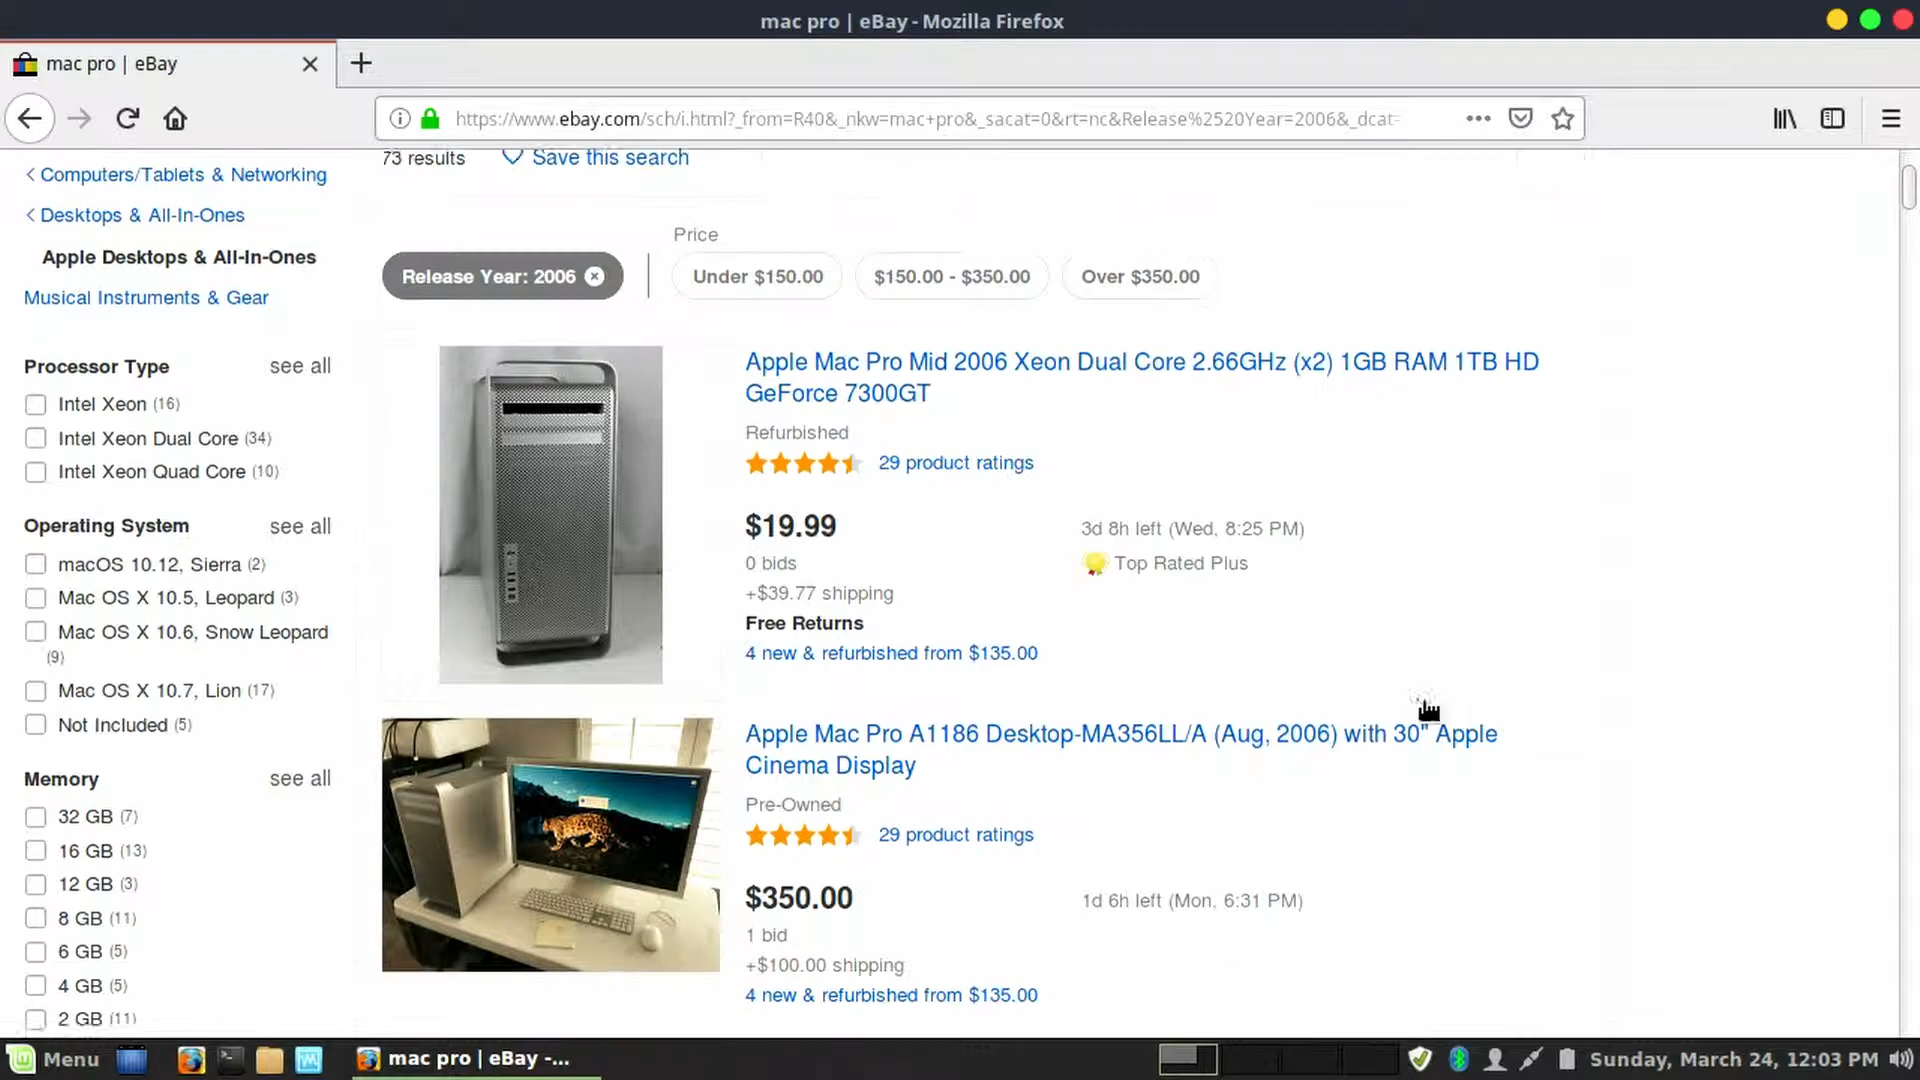 mac pro | eBay - Mozilla Firefox
mac pro | eBay
https://www.ebay.com/sch/i.html?_from=R40&_nkw=mac+pro&_sacat=0&rt=nc&Release%2520Year=2006&_dcat=
73 results
Save this search
Computers/Tablets & Networking
Desktops & All-In-Ones
Apple Desktops & All-In-Ones
Musical Instruments & Gear
Processor Type see all
Intel Xeon (16)
Intel Xeon Dual Core (34)
Intel Xeon Quad Core (10)
Operating System see all
macOS 10.12, Sierra (2)
Mac OS X 10.5, Leopard (3)
Mac OS X 10.6, Snow Leopard
(9)
Mac OS X 10.7, Lion (17)
Not Included (5)
Memory see all
32 GB (7)
16 GB (13)
12 GB (3)
8 GB (11)
6 GB (5)
4 GB (5)
2 GB (11)
Price
Release Year: 2006
Under $150.00
$150.00 - $350.00
Over $350.00
Apple Mac Pro Mid 2006 Xeon Dual Core 2.66GHz (x2) 1GB RAM 1TB HD
GeForce 7300GT
Refurbished
29 product ratings
$19.99
3d 8h left (Wed, 8:25 PM)
0 bids
Top Rated Plus
+$39.77 shipping
Free Returns
4 new & refurbished from $135.00
Apple Mac Pro A1186 Desktop-MA356LL/A (Aug, 2006) with 30" Apple
Cinema Display
Pre-Owned
29 product ratings
$350.00
1d 6h left (Mon, 6:31 PM)
1 bid
+$100.00 shipping
4 new & refurbished from $135.00
Menu
mac pro | eBay -...
Sunday, March 24, 12:03 PM